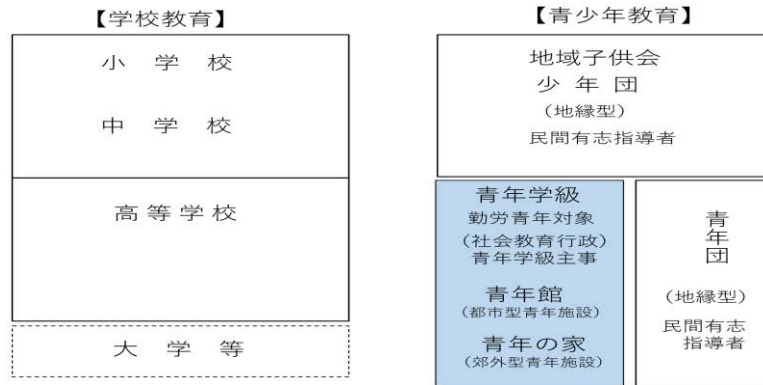 【学校教育】
小 学 校
中 学 校
高等学校
大 学 等
【青少年教育】
地域子供会
少 年 団
(地縁型)
民間有志指導者
青年学級
勤労青年対象
(社会教育行政)
青年学級主事
青年館
(都市型青年施設)
青年の家
(郊外型青年施設)
青年団
(地縁型)
民間有志
指導者